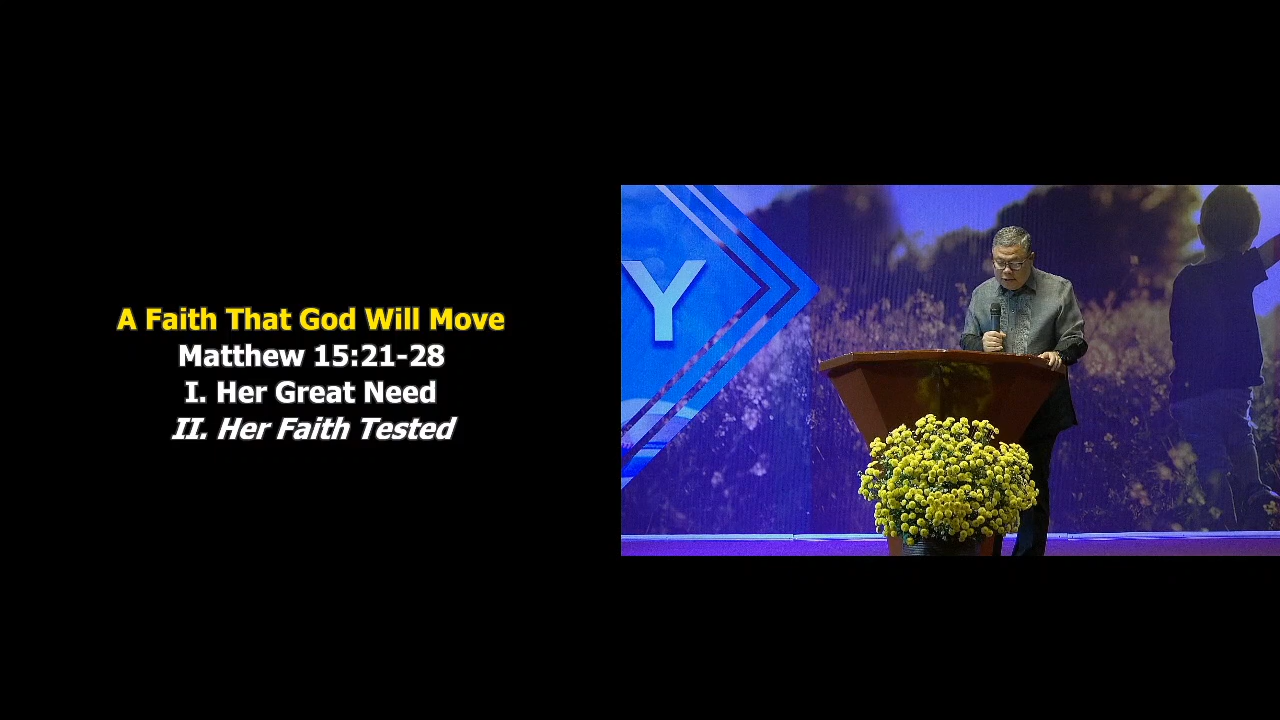 A Faith That God Will Move
Matthew 15:21-28
I. Her Great Need
II. Her Faith Tested
Y